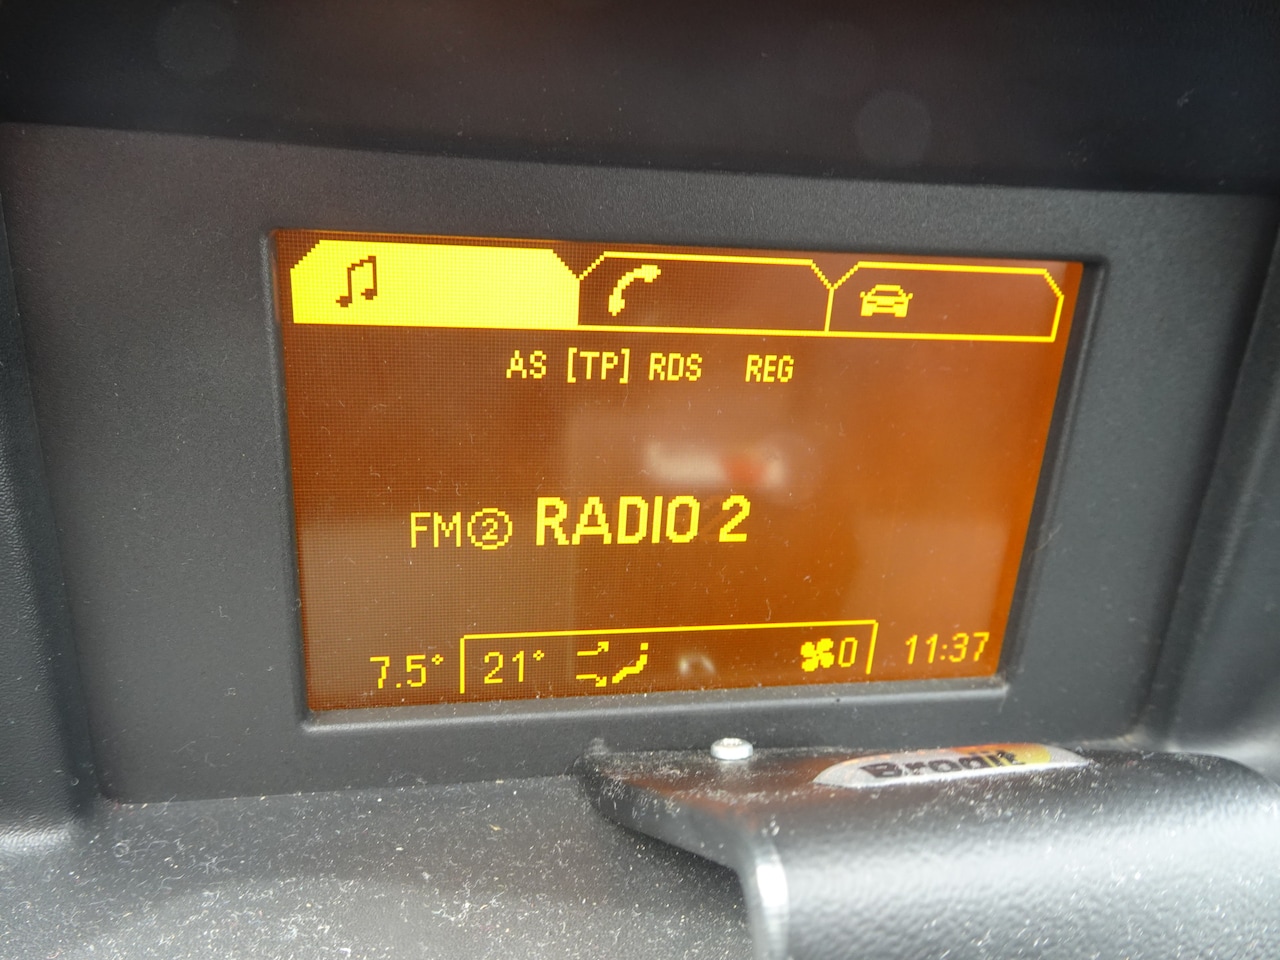 AS [TP] RDS REG
FM② RADIO 2
7.5° 21° 0 11:37
Brodit